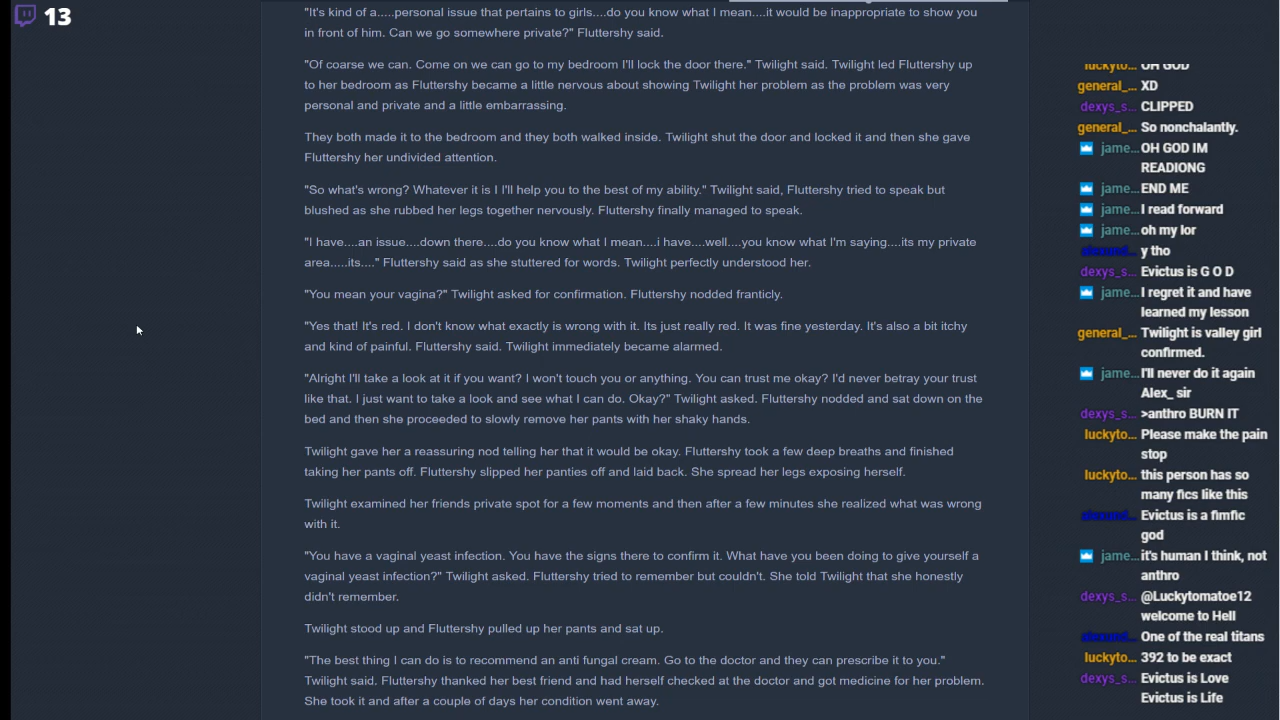 13
"It's kind of a.....personal issue that pertains to girls....do you know what I mean....it would be inappropriate to show you
in front of him. Can we go somewhere private?" Fluttershy said.
"Of coarse we can. Come on we can go to my bedroom I'll lock the door there." Twilight said. Twilight led Fluttershy up
to her bedroom as Fluttershy became a little nervous about showing Twilight her problem as the problem was very
personal and private and a little embarrassing.
They both made it to the bedroom and they both walked inside. Twilight shut the door and locked it and then she gave
Fluttershy her undivided attention.
"So what's wrong? Whatever it is I I'll help you to the best of my ability." Twilight said, Fluttershy tried to speak but
blushed as she rubbed her legs together nervously. Fluttershy finally managed to speak.
"I have....an issue....down there....do you know what I mean....i have....well....you know what I'm saying....its my private
area.....its...." Fluttershy said as she stuttered for words. Twilight perfectly understood her.
"You mean your vagina?" Twilight asked for confirmation. Fluttershy nodded franticly.
"Yes that! It's red. I don't know what exactly is wrong with it. Its just really red. It was fine yesterday. It's also a bit itchy
and kind of painful. Fluttershy said. Twilight immediately became alarmed.
"Alright I'll take a look at it if you want? I won't touch you or anything. You can trust me okay? I'd never betray your trust
like that. I just want to take a look and see what I can do. Okay?" Twilight asked. Fluttershy nodded and sat down on the
bed and then she proceeded to slowly remove her pants with her shaky hands.
Twilight gave her a reassuring nod telling her that it would be okay. Fluttershy took a few deep breaths and finished
taking her pants off. Fluttershy slipped her panties off and laid back. She spread her legs exposing herself.
Twilight examined her friends private spot for a few moments and then after a few minutes she realized what was wrong
with it.
"You have a vaginal yeast infection. You have the signs there to confirm it. What have you been doing to give yourself a
vaginal yeast infection?" Twilight asked. Fluttershy tried to remember but couldn't. She told Twilight that she honestly
didn't remember.
Twilight stood up and Fluttershy pulled up her pants and sat up.
"The best thing I can do is to recommend an anti fungal cream. Go to the doctor and they can prescribe it to you."
Twilight said. Fluttershy thanked her best friend and had herself checked at the doctor and got medicine for her problem.
She took it and after a couple of days her condition went away.
luckyto... OH GOD
general_... XD
dexys_s... CLIPPED
general_... So nonchalantly.
jame... OH GOD IM
READIONG
jame... END ME
jame... I read forward
jame... oh my lor
y tho
dexys_s... Evictus is G O D
jame... I regret it and have
learned my lesson
general_... Twilight is valley girl
confirmed.
jame... I'll never do it again
Alex_ sir
dexys_s... >anthro BURN IT
luckyto... Please make the pain
stop
luckyto... this person has so
many fics like this
Evictus is a fimfic
god
jame... it's human I think, not
anthro
dexys_s... @Luckytomatoe12
welcome to Hell
One of the real titans
luckyto... 392 to be exact
dexys_s... Evictus is Love
Evictus is Life